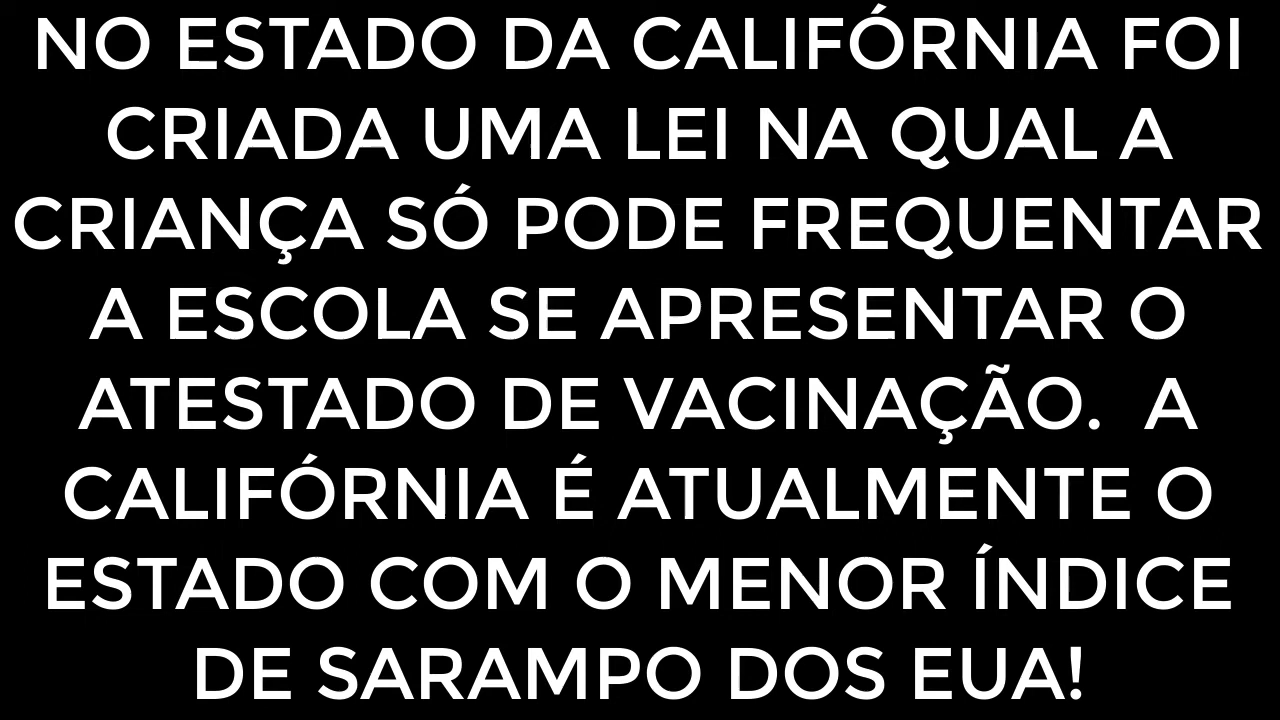 NO ESTADO DA CALIFÓRNIA FOI
CRIADA UMA LEI NA QUAL A
CRIANÇA SÓ PODE FREQUENTAR
A ESCOLA SE APRESENTAR O
ATESTADO DE VACINAÇÃO.  A
CALIFÓRNIA É ATUALMENTE O
ESTADO COM O MENOR ÍNDICE
DE SARAMPO DOS EUA!